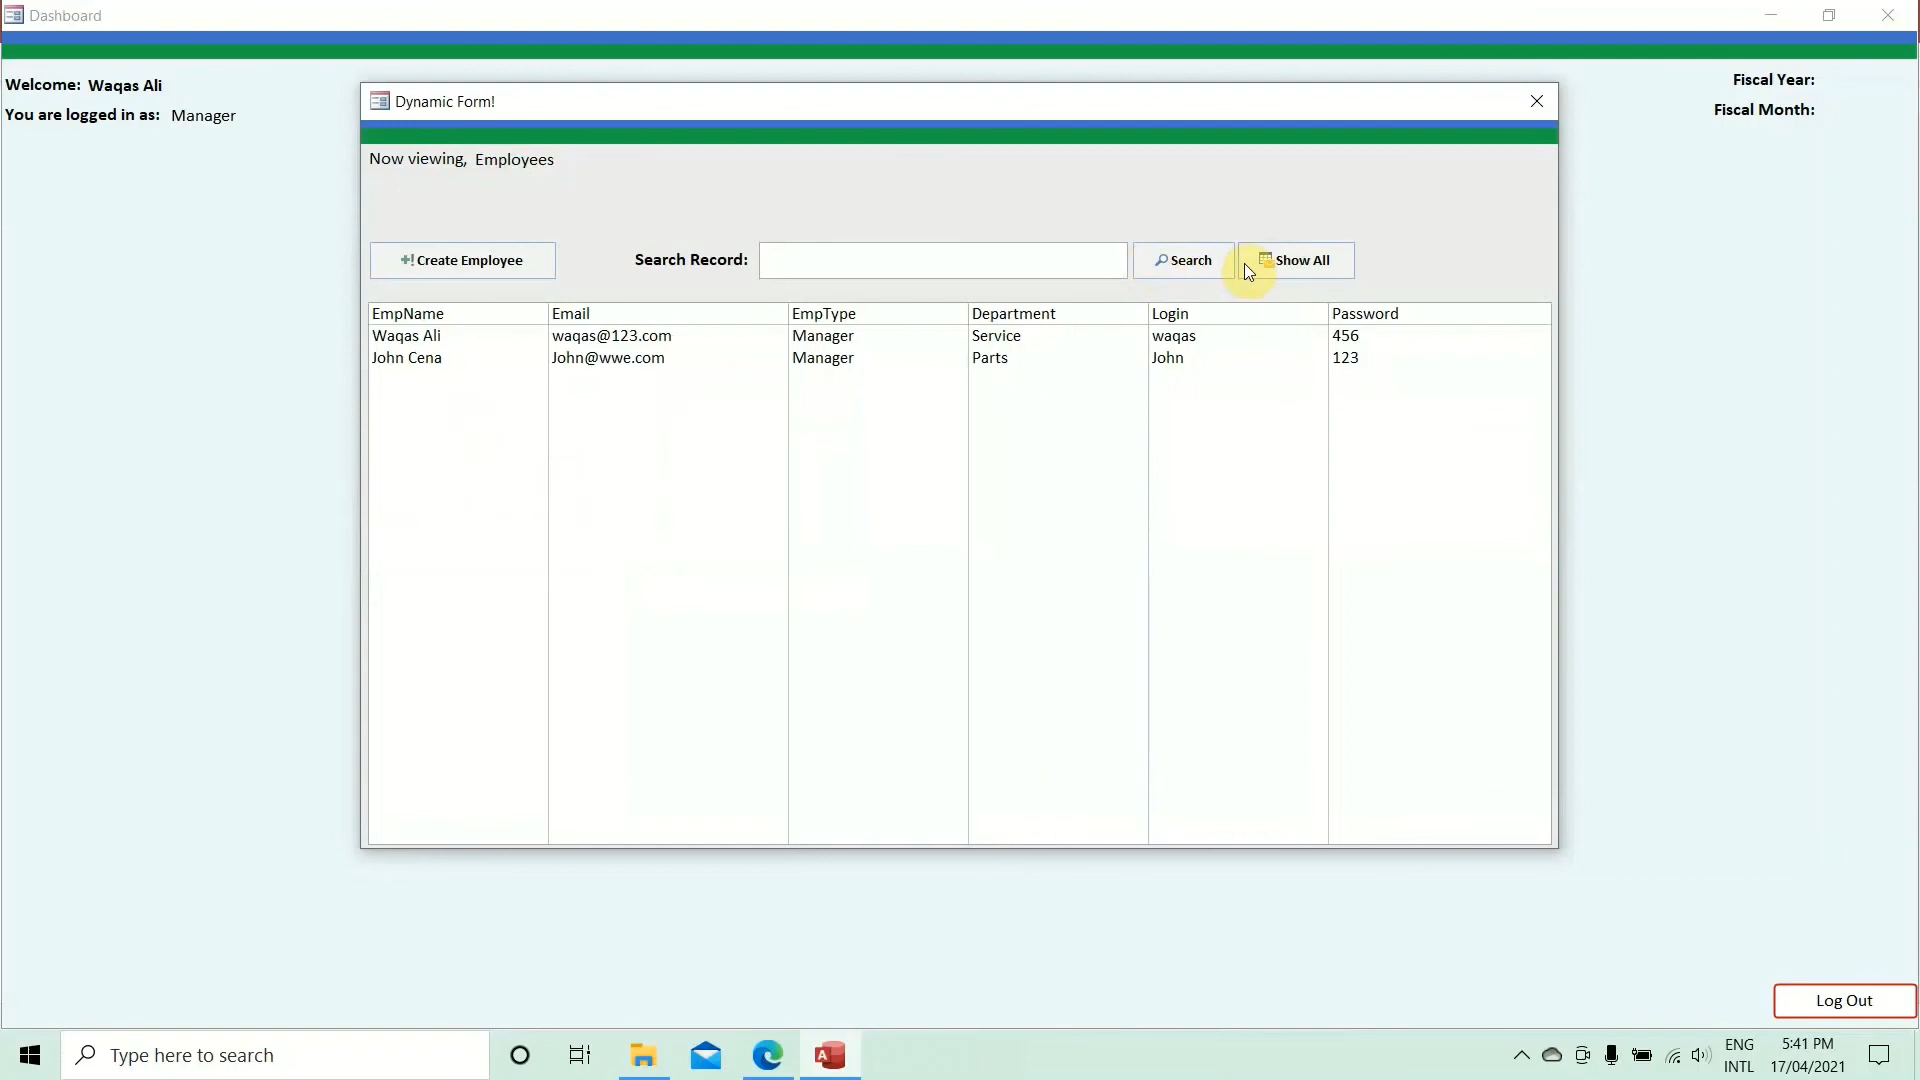 Dashboard
Welcome: Waqas Ali
You are logged in as: Manager
Fiscal Year:
Fiscal Month:
Dynamic Form!
Now viewing, Employees
Create Employee
Search Record:
Search
Show All
EmpName Email EmpType Department Login Password
Waqas Ali waqas@123.com Manager Service waqas 456
John Cena John@wwe.com Manager Parts John 123
Log Out
Type here to search
ENG
INTL
5:41 PM
17/04/2021